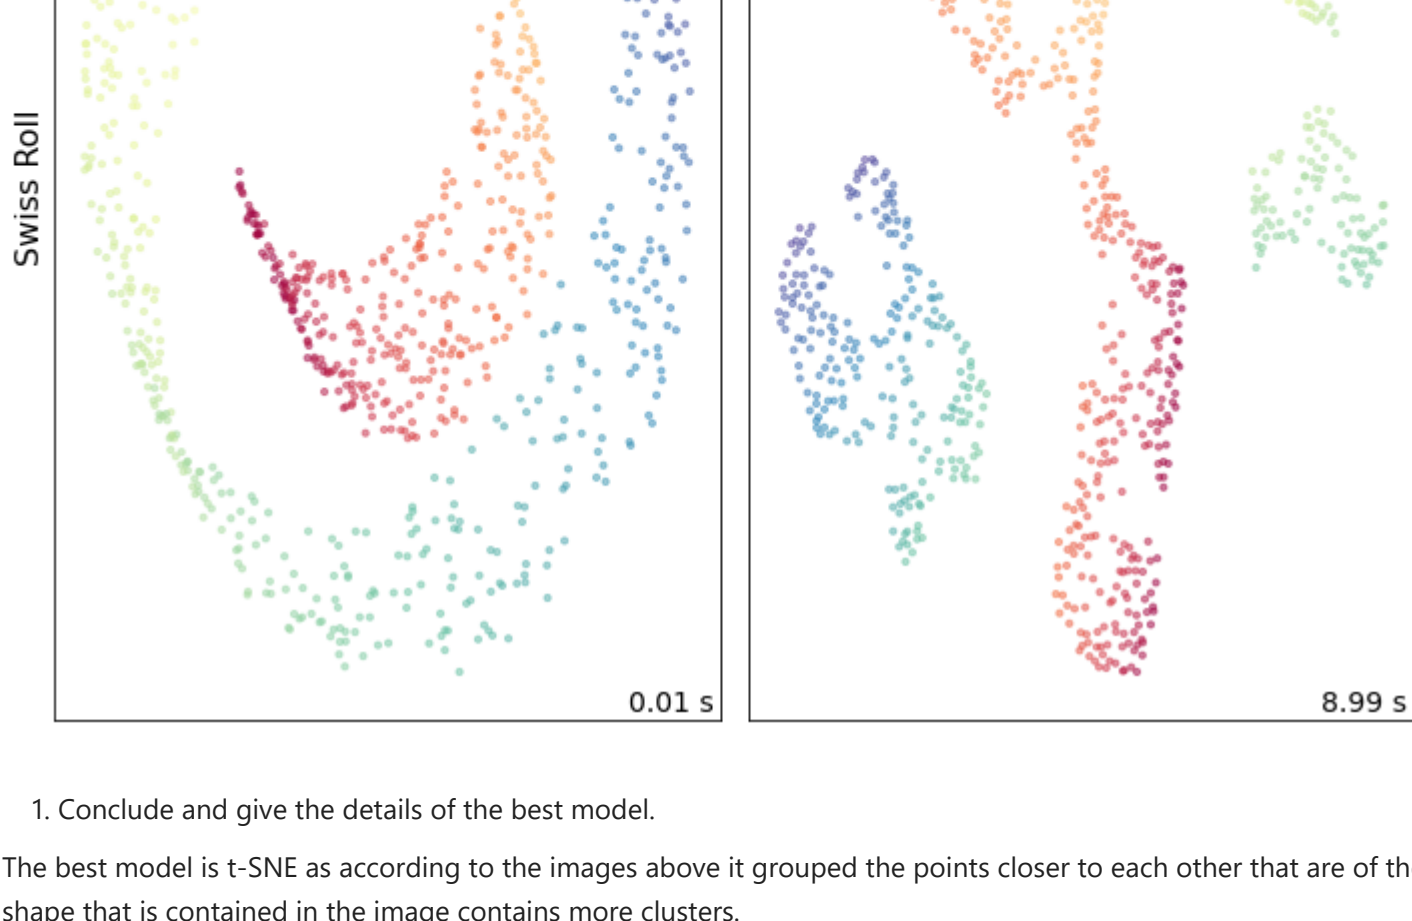 Swiss Roll
0.01 s
8.99 s
1. Conclude and give the details of the best model.
The best model is t-SNE as according to the images above it grouped the points closer to each other that are of
shape that is contained in the image contains more clusters.